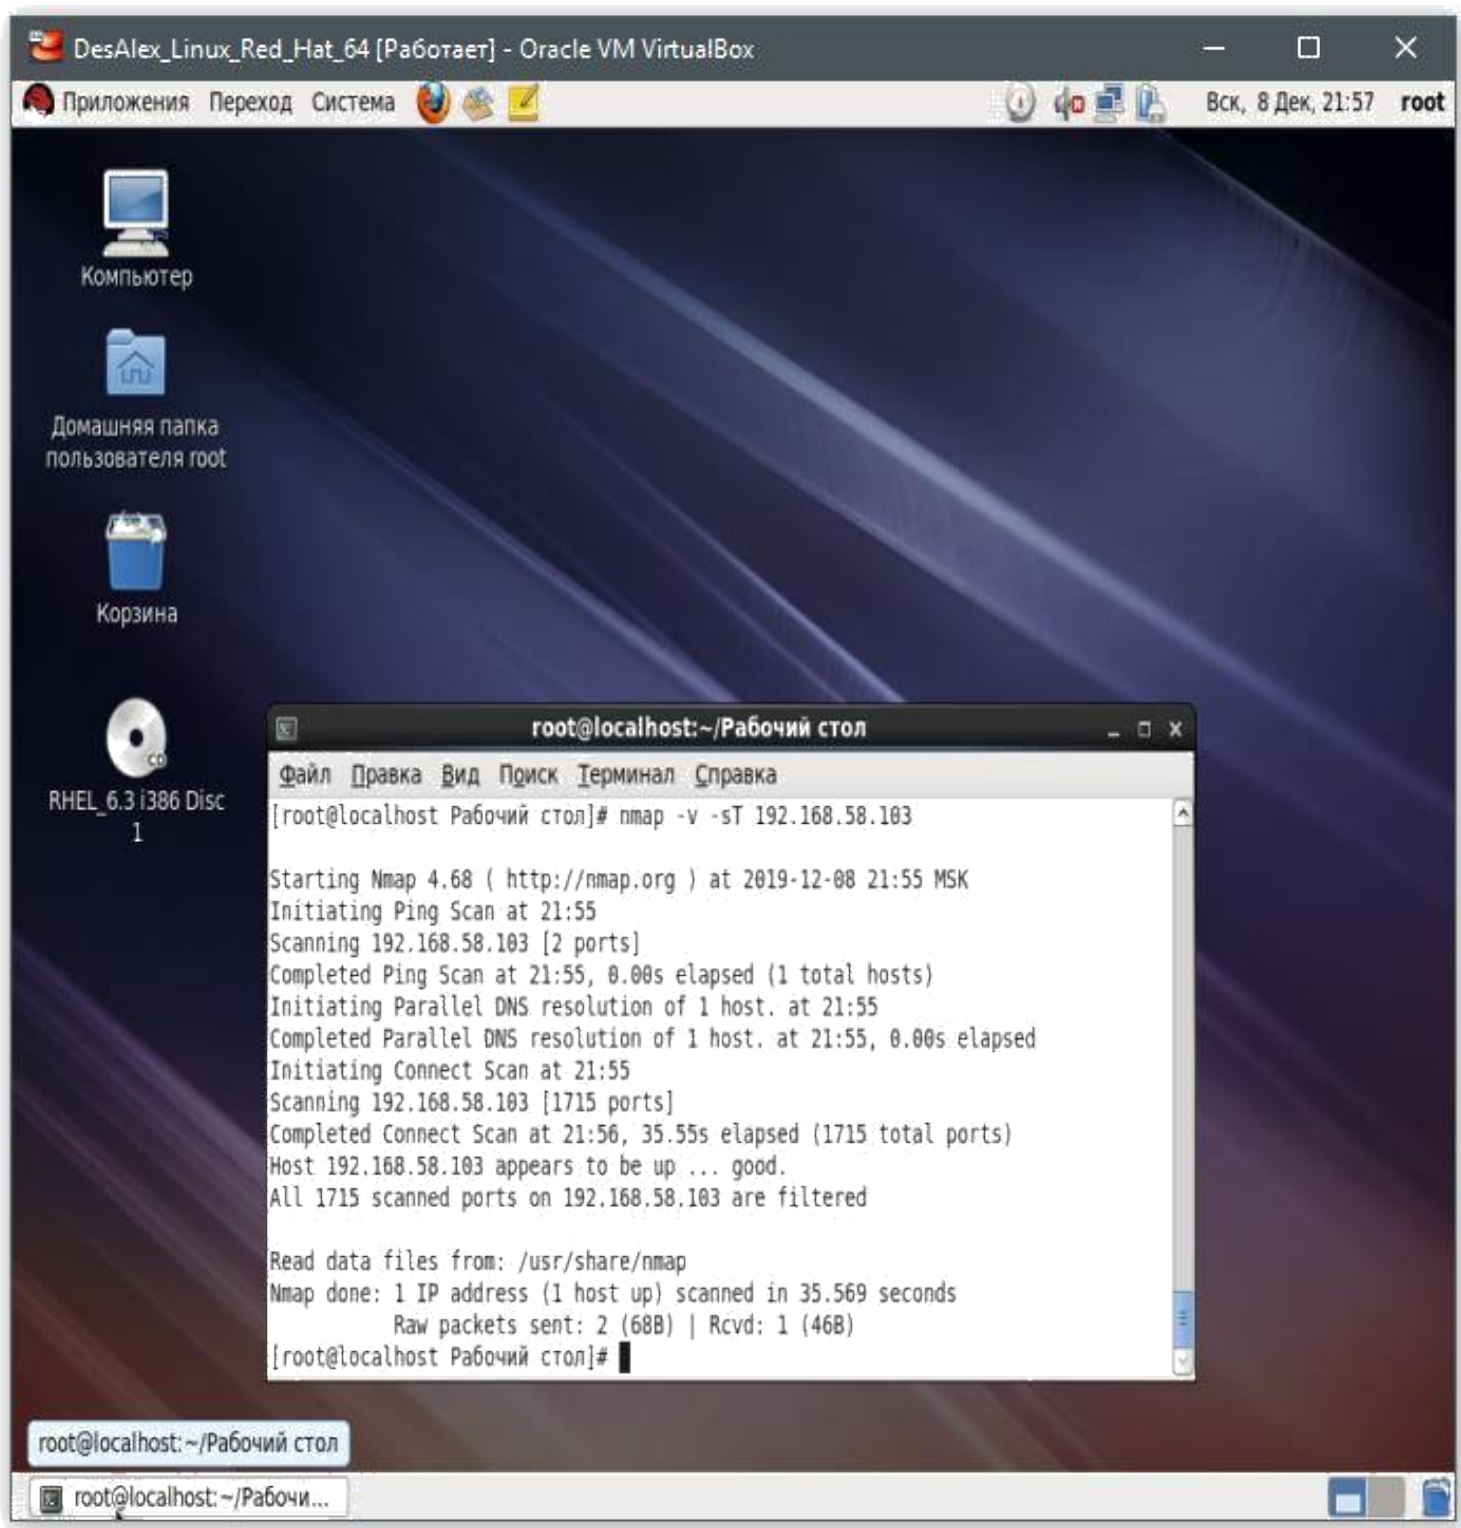 DesAlex_Linux_Red_Hat_64 [Работает] - Oracle VM VirtualBox
Приложения Переход Система Вск, 8 Дек, 21:57 root
Компьютер
Домашняя папка
пользователя root
Корзина
RHEL_6.3 i386 Disc
1
root@localhost:~/Рабочий стол
Файл Правка Вид Поиск Терминал Справка
[root@localhost Рабочий стол]# nmap -v -sT 192.168.58.103
Starting Nmap 4.68 ( http://nmap.org ) at 2019-12-08 21:55 MSK
Initiating Ping Scan at 21:55
Scanning 192.168.58.103 [2 ports]
Completed Ping Scan at 21:55, 0.00s elapsed (1 total hosts)
Initiating Parallel DNS resolution of 1 host. at 21:55
Completed Parallel DNS resolution of 1 host. at 21:55, 0.00s elapsed
Initiating Connect Scan at 21:55
Scanning 192.168.58.103 [1715 ports]
Completed Connect Scan at 21:56, 35.55s elapsed (1715 total ports)
Host 192.168.58.103 appears to be up ... good.
All 1715 scanned ports on 192.168.58.103 are filtered
Read data files from: /usr/share/nmap
Nmap done: 1 IP address (1 host up) scanned in 35.569 seconds
Raw packets sent: 2 (68B) | Rcvd: 1 (46B)
[root@localhost Рабочий стол]#
root@localhost:~/Рабочий стол
root@localhost:~/Рабочи...